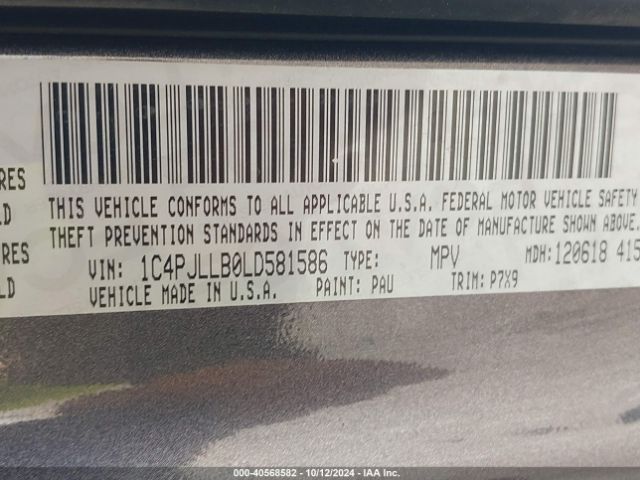 RES
LD
RES
LD
THIS VEHICLE CONFORMS TO ALL APPLICABLE U.S.A. FEDERAL MOTOR VEHICLE SAFETY
THEFT PREVENTION STANDARDS IN EFFECT ON THE DATE OF MANUFACTURE SHOWN ABOVE.
VIN: 1C4PJLLB0LD581586 TYPE: MPV MDH: 120618 415
VEHICLE MADE IN U.S.A. PAINT: PAU TRIM: P7X9
000-40568582 | 10/12/2024 - IAA Inc.